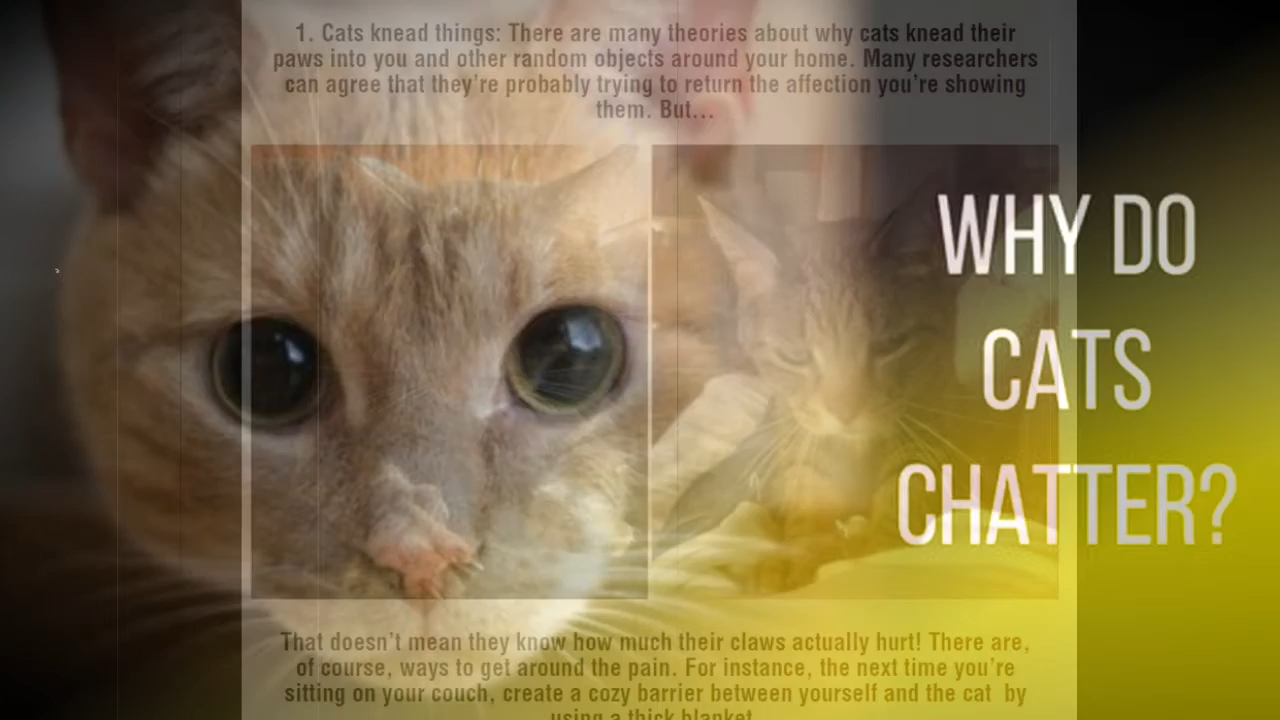 1. Cats knead things: There are many theories about why cats knead their
paws into you and other random objects around your home. Many researchers
can agree that they’re probably trying to return the affection you’re showing
them. But...
WHY DO
CATS
CHATTER?
That doesn’t mean they know how much their claws actually hurt! There are,
of course, ways to get around the pain. For instance, the next time you’re
sitting on your couch, create a cozy barrier between yourself and the cat by
using a thick blanket